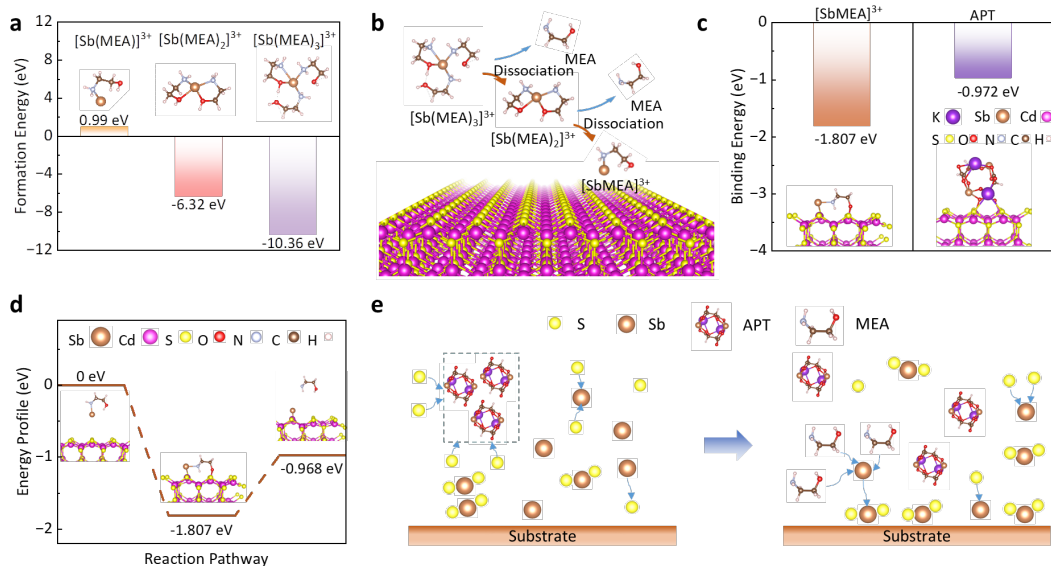 a
12
8
4
0
−4
−8
−12
Formation Energy (eV)
[Sb(MEA)]³⁺
[Sb(MEA)₂]³⁺
[Sb(MEA)₃]³⁺
0.99 eV
-6.32 eV
-10.36 eV
b
MEA
Dissociation
[Sb(MEA)₃]³⁺
MEA
Dissociation
[Sb(MEA)₂]³⁺
[SbMEA]³⁺
c
[SbMEA]³⁺
APT
0
−1
−2
−3
−4
Binding Energy (eV)
-1.807 eV
-0.972 eV
K Sb Cd
S O N C H
d
Sb Cd S O N C H
0
−1
−2
Energy Profile (eV)
0 eV
-1.807 eV
-0.968 eV
Reaction Pathway
e
S Sb APT MEA
Substrate
Substrate